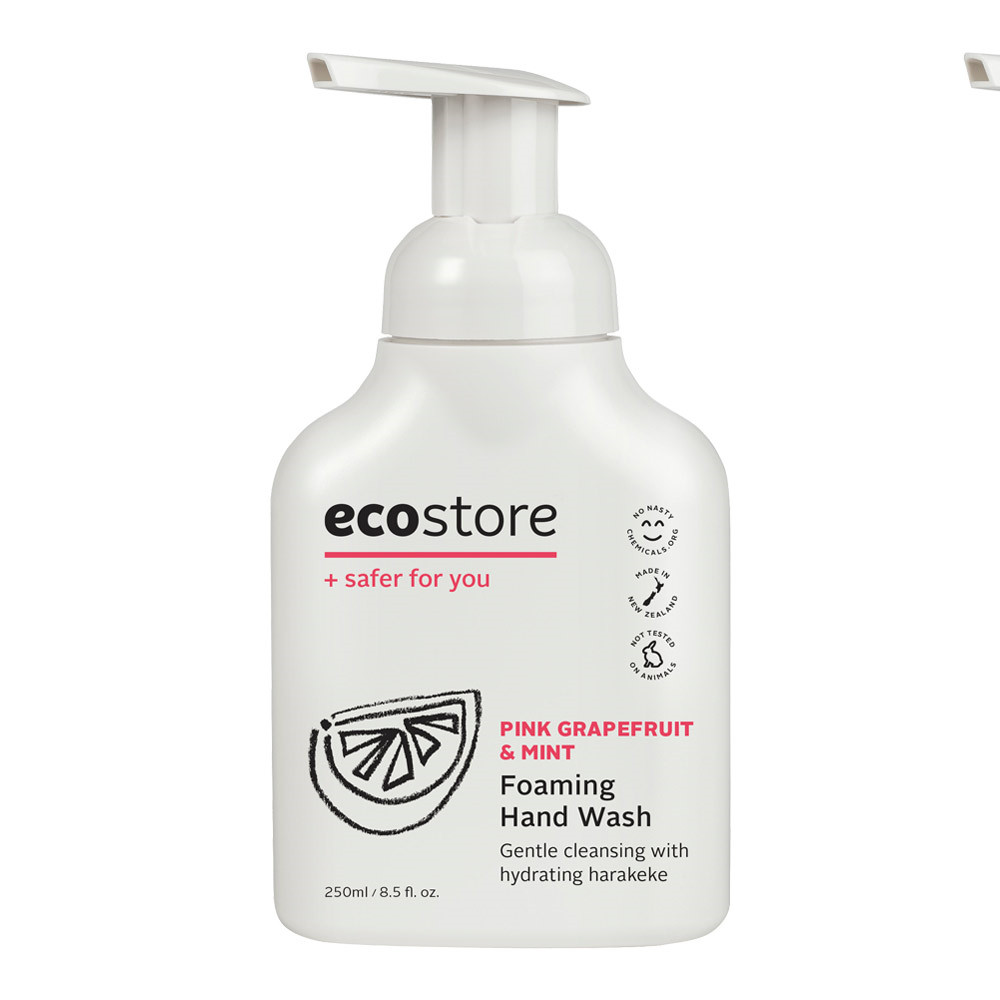 ecostore
+ safer for you
NO NASTY
CHEMICALS.ORG
MADE IN
NEW ZEALAND
NOT TESTED
ON ANIMALS
PINK GRAPEFRUIT
& MINT
Foaming
Hand Wash
Gentle cleansing with
hydrating harakeke
250ml / 8.5 fl. oz.